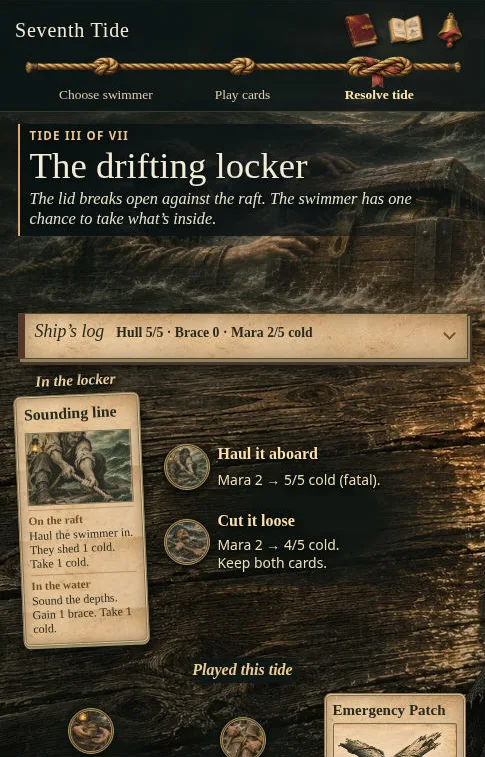 Seventh Tide
Choose swimmer
Play cards
Resolve tide
TIDE III OF VII
The drifting locker
The lid breaks open against the raft. The swimmer has one
chance to take what’s inside.
Ship’s log Hull 5/5 · Brace 0 · Mara 2/5 cold
In the locker
Sounding line
On the raft
Haul the swimmer in.
They shed 1 cold.
Take 1 cold.
In the water
Sound the depths.
Gain 1 brace. Take 1
cold.
Haul it aboard
Mara 2 → 5/5 cold (fatal).
Cut it loose
Mara 2 → 4/5 cold.
Keep both cards.
Played this tide
Emergency Patch